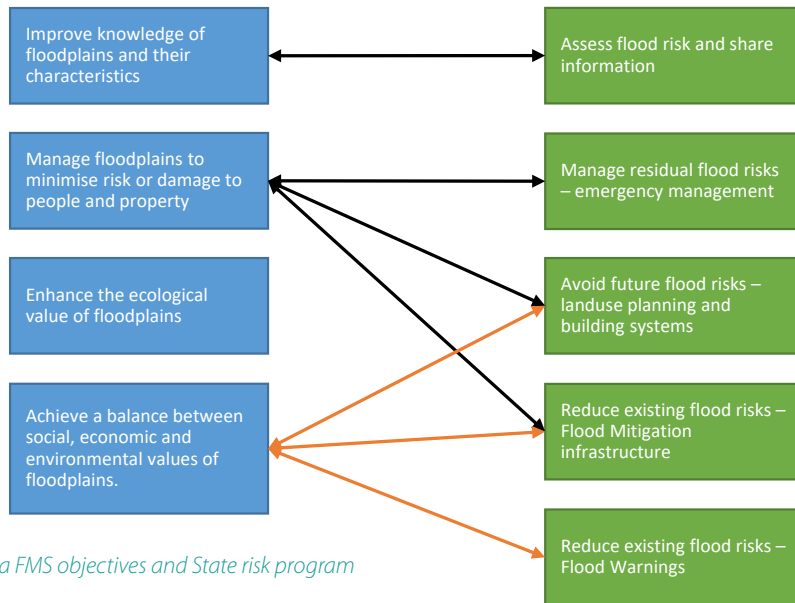 Improve knowledge of
floodplains and their
characteristics
Assess flood risk and share
information
Manage floodplains to
minimise risk or damage to
people and property
Manage residual flood risks
– emergency management
Enhance the ecological
value of floodplains
Avoid future flood risks –
landuse planning and
building systems
Achieve a balance between
social, economic and
environmental values of
floodplains.
Reduce existing flood risks –
Flood Mitigation
infrastructure
Reduce existing flood risks –
Flood Warnings
a FMS objectives and State risk program